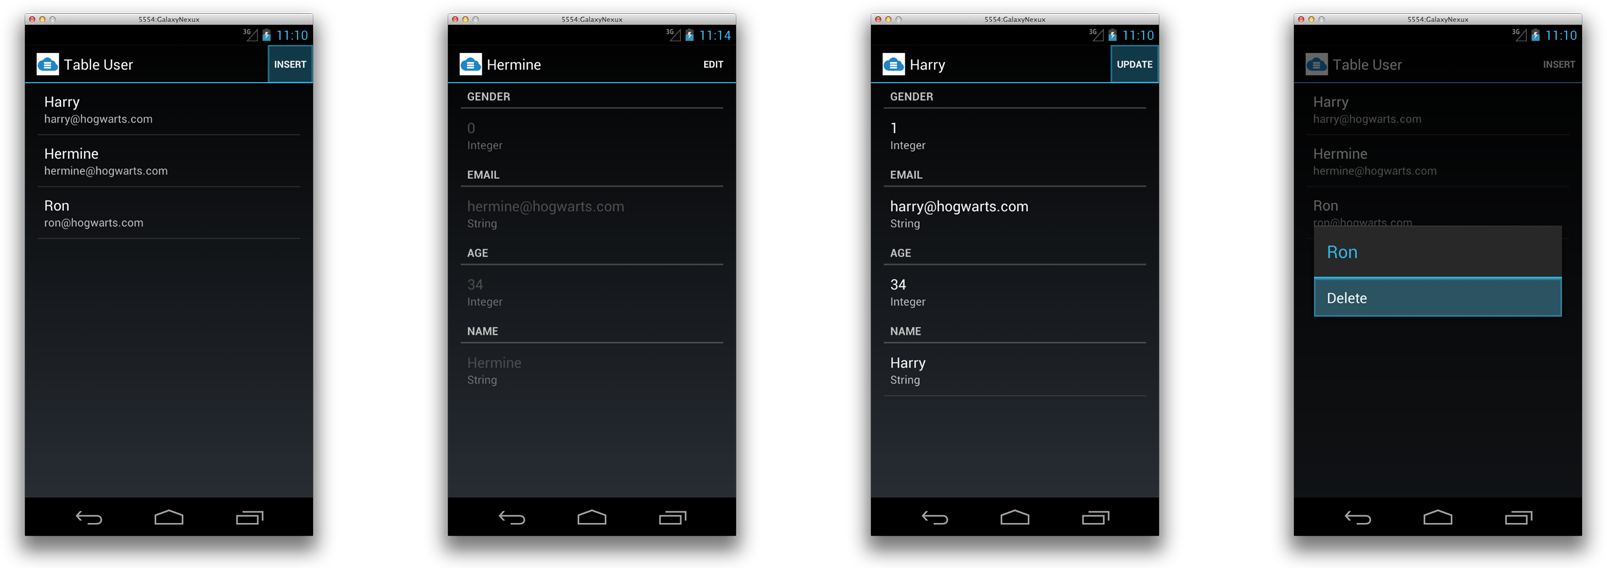 5554:GalaxyNexux
3G 11:10
Table User INSERT
Harry
harry@hogwarts.com
Hermine
hermine@hogwarts.com
Ron
ron@hogwarts.com
5554:GalaxyNexux
3G 11:14
Hermine EDIT
GENDER
0
Integer
EMAIL
hermine@hogwarts.com
String
AGE
34
Integer
NAME
Hermine
String
5554:GalaxyNexux
3G 11:10
Harry UPDATE
GENDER
1
Integer
EMAIL
harry@hogwarts.com
String
AGE
34
Integer
NAME
Harry
String
5554:GalaxyNexux
3G 11:10
Table User INSERT
Harry
harry@hogwarts.com
Hermine
hermine@hogwarts.com
Ron
ron@hogwarts.com
Ron
Delete